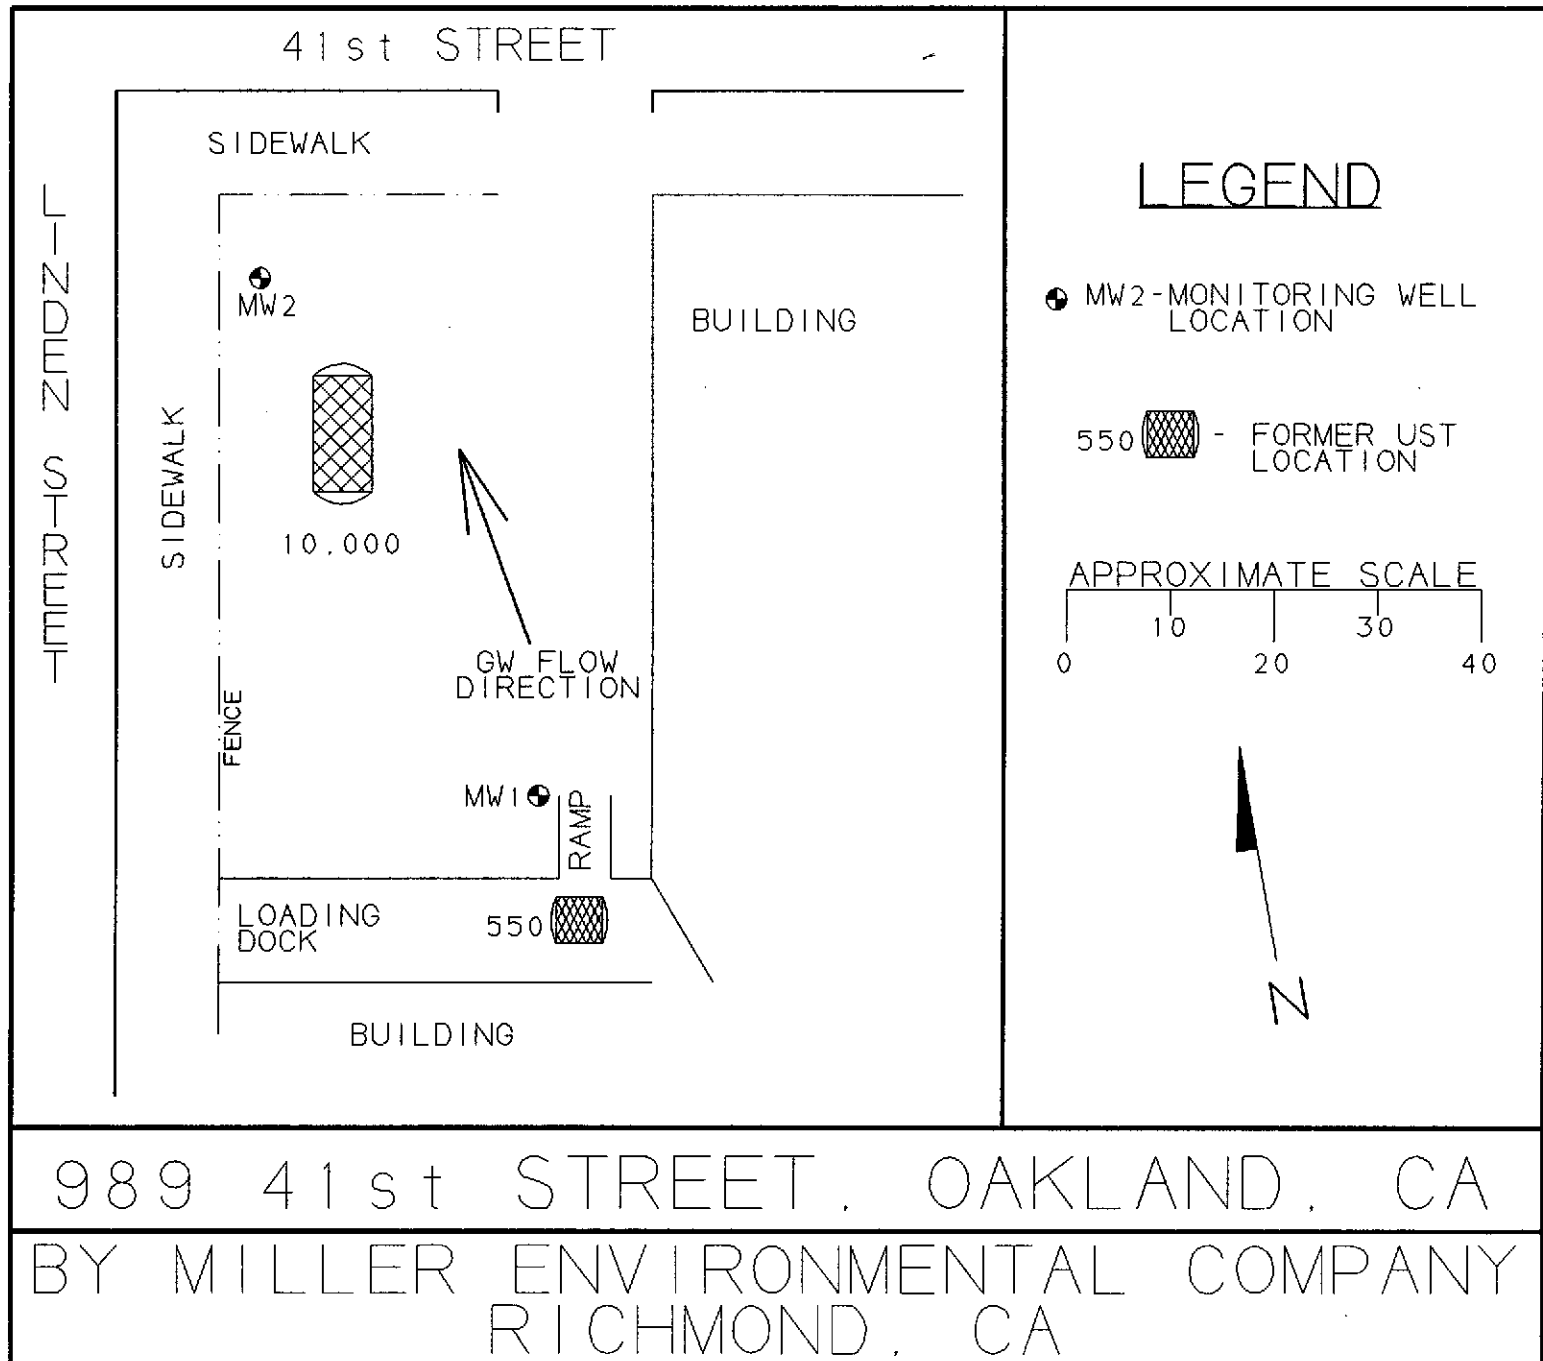 41st STREET
SIDEWALK
LINDEN STREET
MW2
BUILDING
SIDEWALK
10,000
GW FLOW
DIRECTION
FENCE
MW1
RAMP
LOADING
DOCK
550
BUILDING
LEGEND
MW2-MONITORING WELL
LOCATION
550 - FORMER UST
LOCATION
APPROXIMATE SCALE
10 30
0 20 40
N
989 41st STREET, OAKLAND, CA
BY MILLER ENVIRONMENTAL COMPANY
RICHMOND, CA